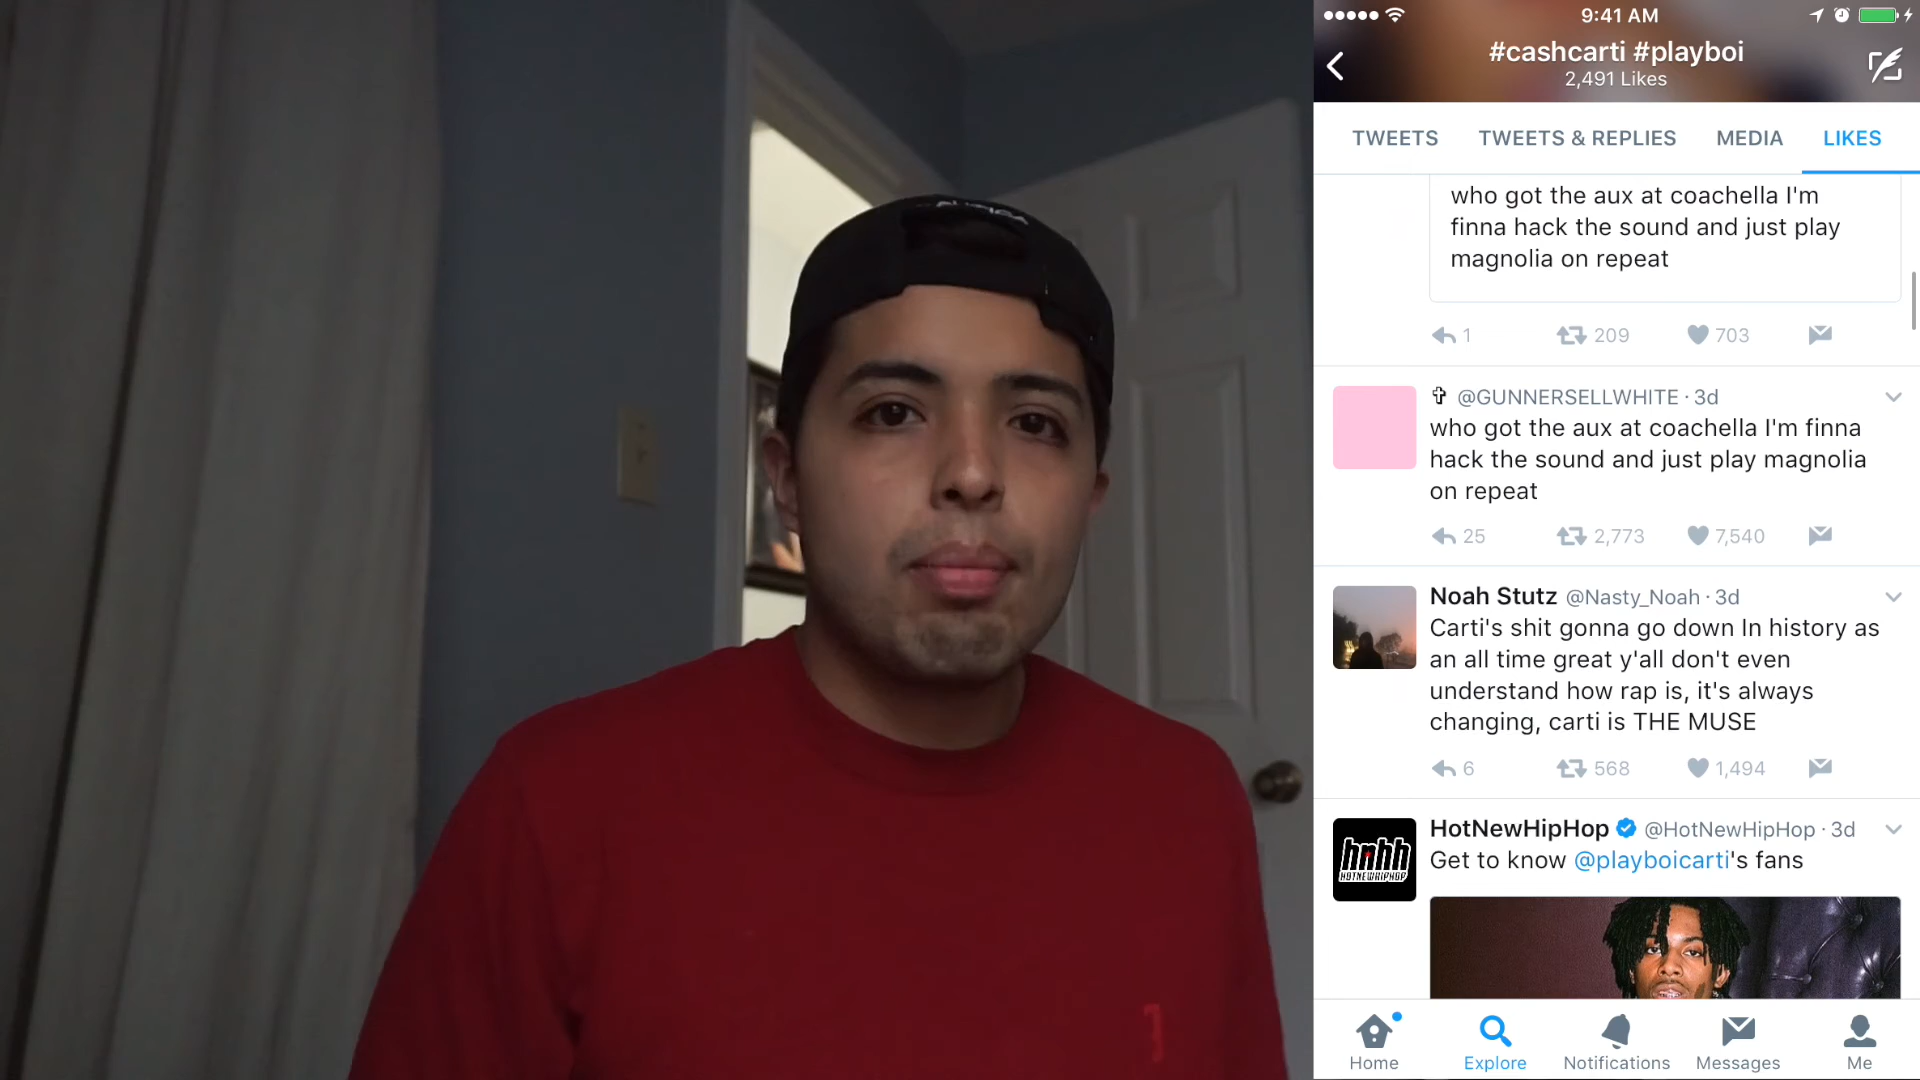 9:41 AM
#cashcarti #playboi
2,491 Likes
TWEETS TWEETS & REPLIES MEDIA LIKES
who got the aux at coachella I'm
finna hack the sound and just play
magnolia on repeat
1 209 703
@GUNNERSELLWHITE · 3d
who got the aux at coachella I'm finna
hack the sound and just play magnolia
on repeat
25 2,773 7,540
Noah Stutz @Nasty_Noah · 3d
Carti's shit gonna go down In history as
an all time great y'all don't even
understand how rap is, it's always
changing, carti is THE MUSE
6 568 1,494
HotNewHipHop @HotNewHipHop · 3d
Get to know @playboicarti's fans
hnhh
HOTNEWHIPHOP
Home Explore Notifications Messages Me